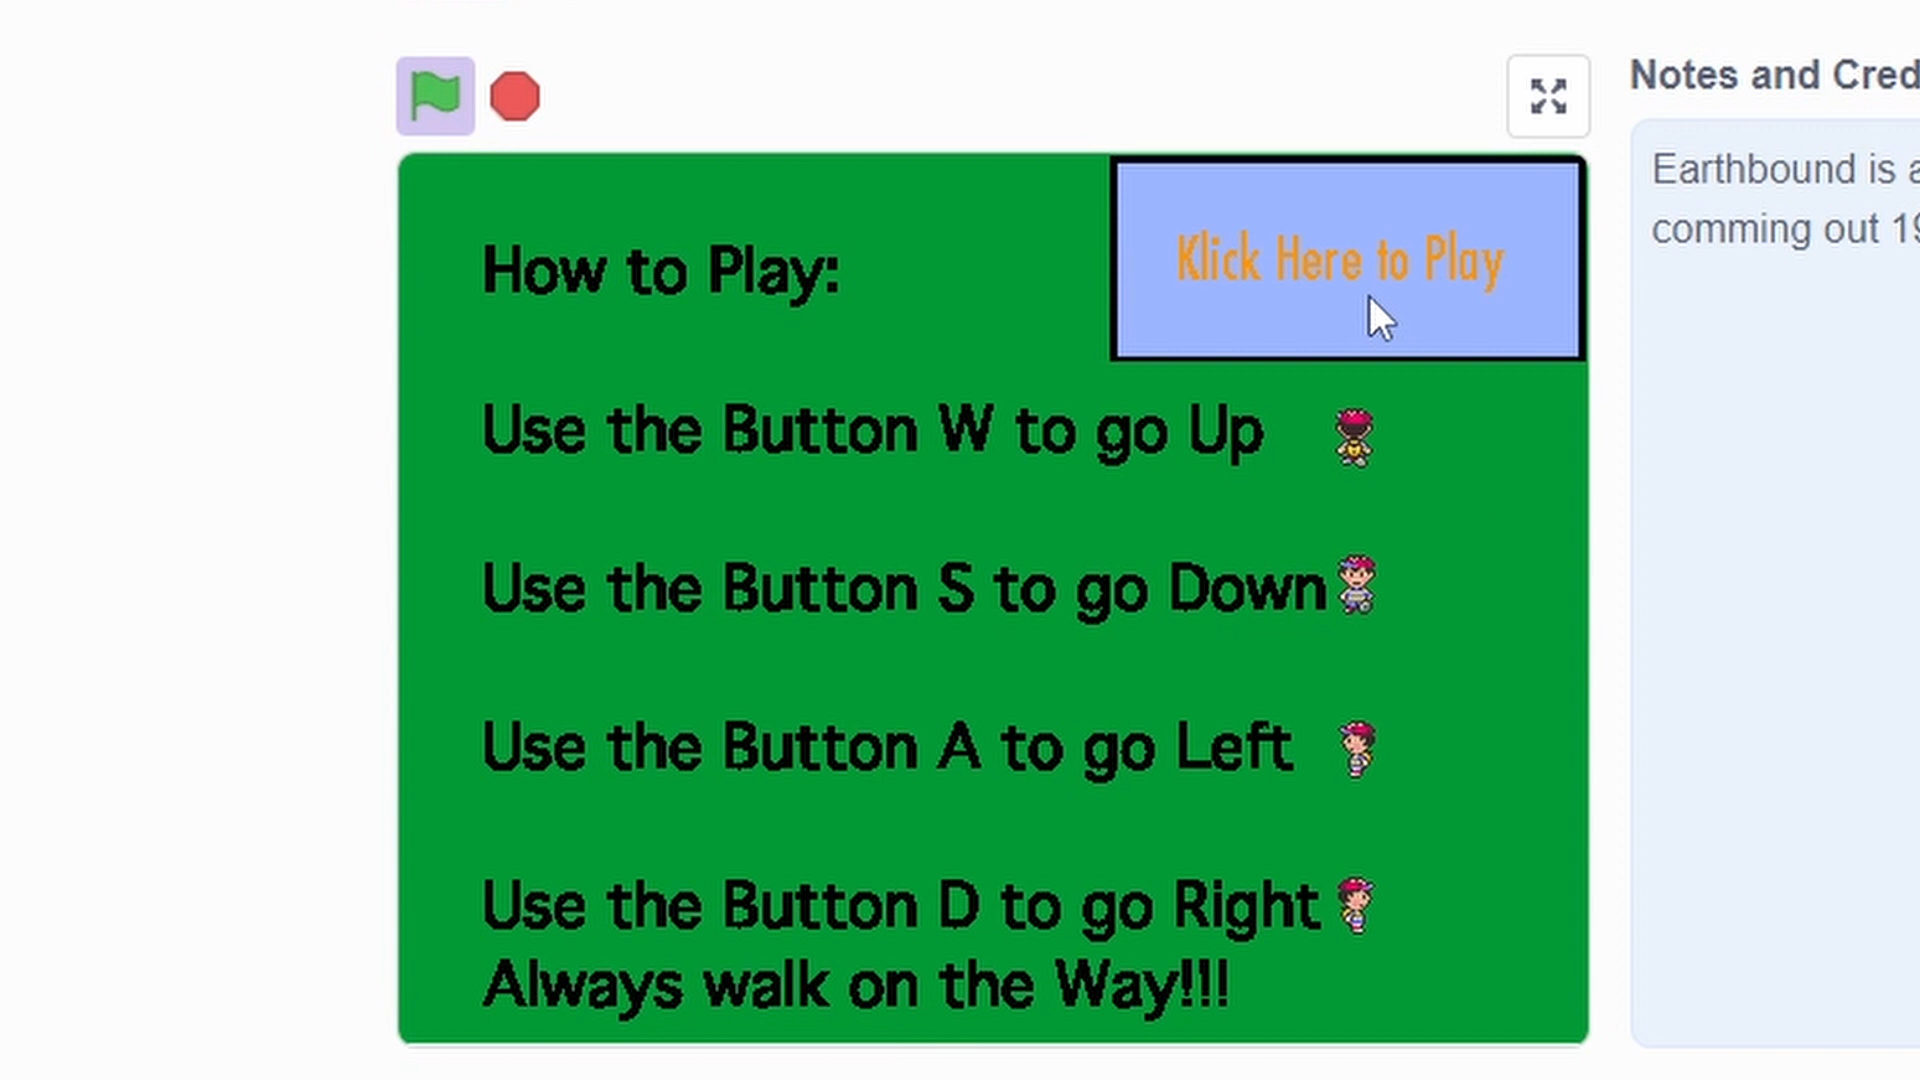 Notes and Cred
Earthbound is a
comming out 19
How to Play:
Klick Here to Play
Use the Button W to go Up
Use the Button S to go Down
Use the Button A to go Left
Use the Button D to go Right
Always walk on the Way!!!